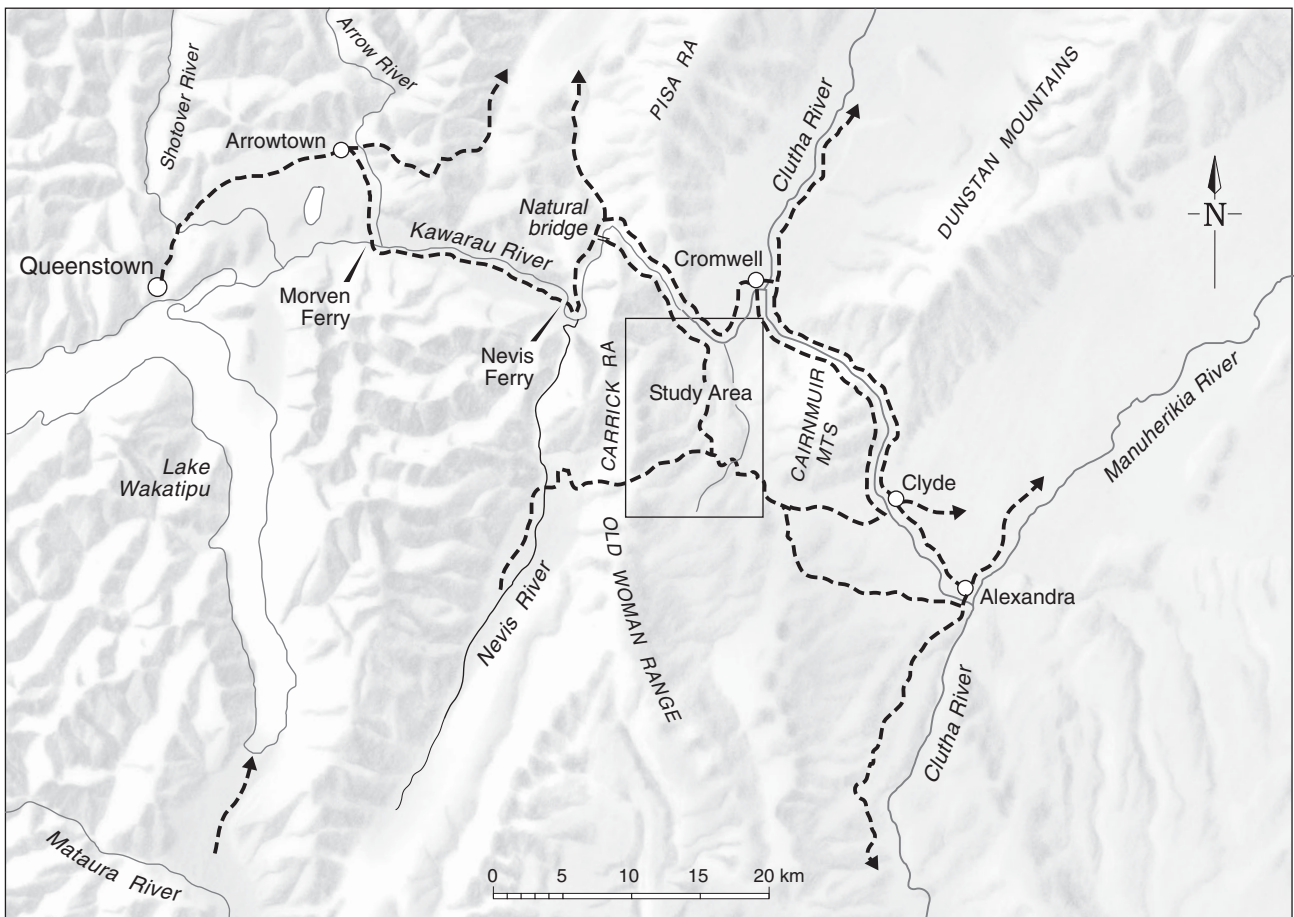 Shotover River
Arrow River
PISA RA
Clutha River
DUNSTAN MOUNTAINS
Arrowtown
N
Natural
bridge
Kawarau River
Cromwell
Queenstown
Morven
Ferry
Nevis
Ferry
CARRICK RA
Study Area
CAIRNMUIR
MTS
Manuherikia River
Lake
Wakatipu
Clyde
OLD WOMAN RANGE
Nevis River
Alexandra
Clutha River
Mataura River
0 5 10 15 20 km